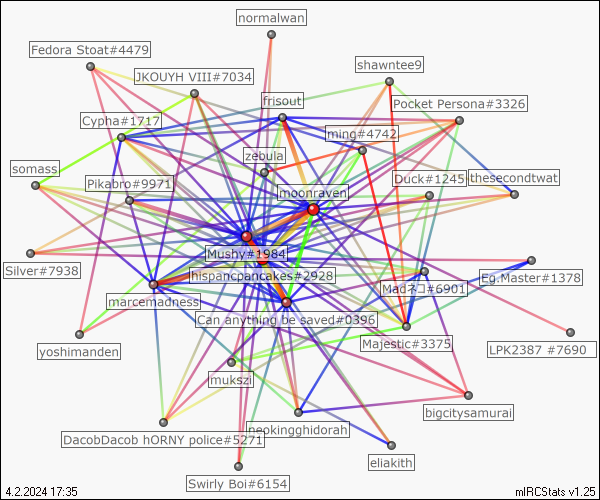 normalwan
Fedora Stoat#4479
shawntee9
JKOUYH VIII#7034
frisout
Pocket Persona#3326
Cypha#1717
ming#4742
zebula
somass
Pikabro#9971
moonraven
Duck#1245
thesecondtwat
Mushy#1984
Silver#7938
hispancpancakes#2928
Madネコ#6901
Eg.Master#1378
marcemadness
Can anything be saved#0396
Majestic#3375
yoshimanden
LPK2387 #7690
mukszi
bigcitysamurai
DacobDacob hORNY police#5271
neokingghidorah
eliakith
Swirly Boi#6154
4.2.2024 17:35
mIRCStats v1.25